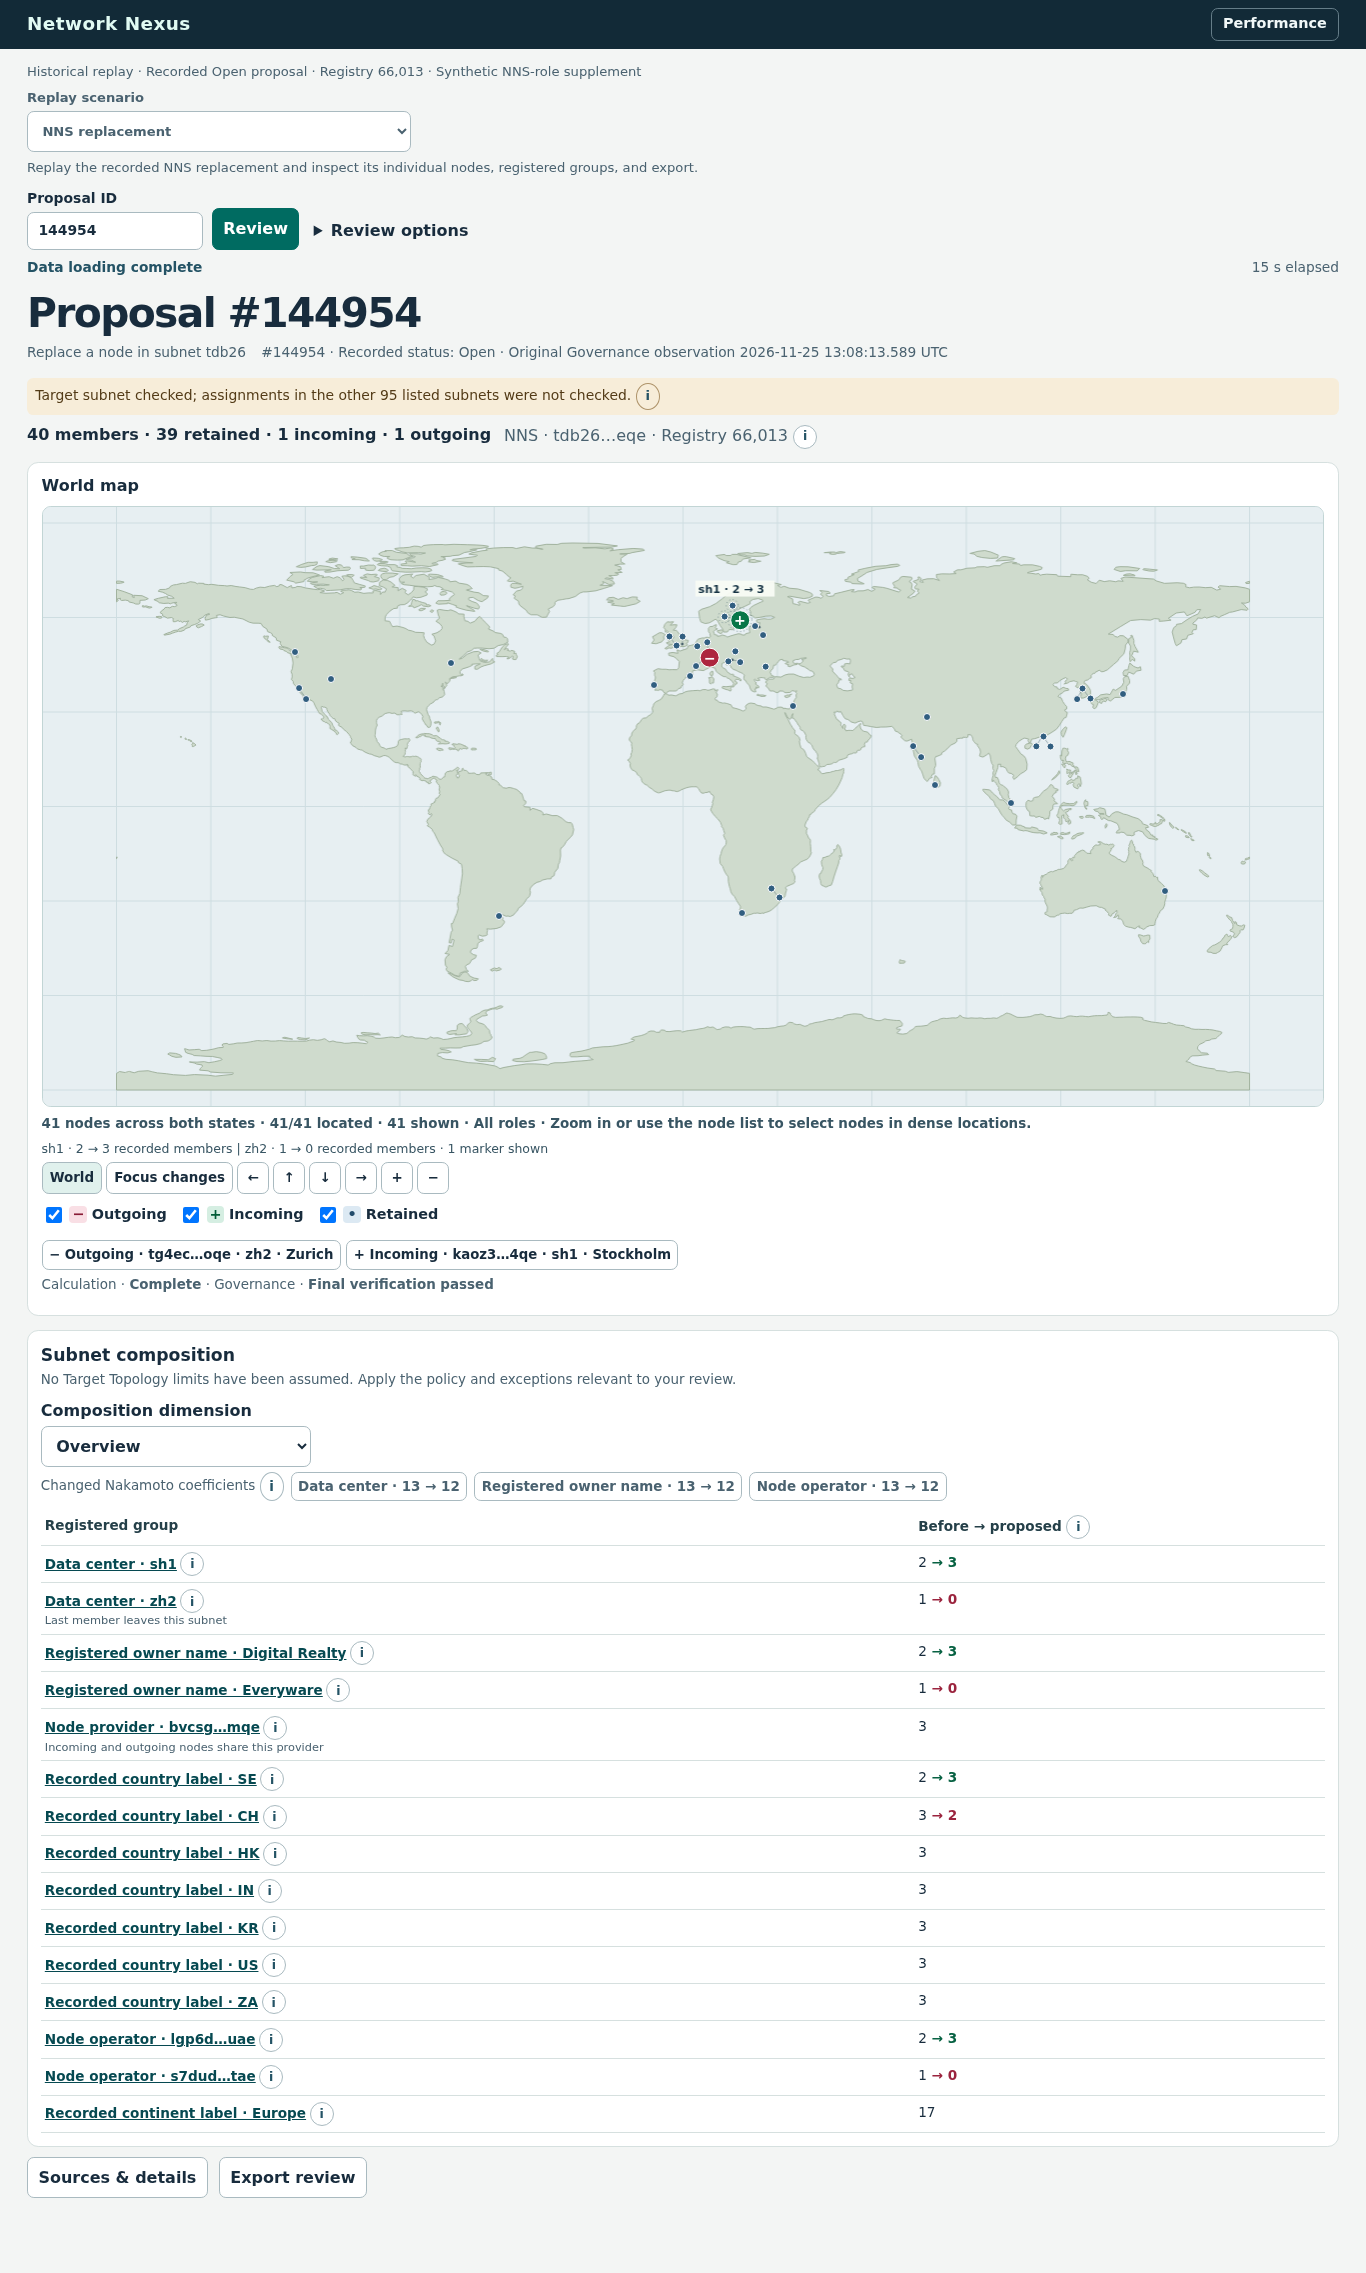 Network Nexus
Performance
Historical replay · Recorded Open proposal · Registry 66,013 · Synthetic NNS-role supplement
Replay scenario
NNS replacement
Replay the recorded NNS replacement and inspect its individual nodes, registered groups, and export.
Proposal ID
144954
Review
▶ Review options
Data loading complete
15 s elapsed
Proposal #144954
Replace a node in subnet tdb26 #144954 · Recorded status: Open · Original Governance observation 2026-11-25 13:08:13.589 UTC
Target subnet checked; assignments in the other 95 listed subnets were not checked. i
40 members · 39 retained · 1 incoming · 1 outgoing NNS · tdb26…eqe · Registry 66,013 i
World map
sh1 · 2 → 3
+
−
41 nodes across both states · 41/41 located · 41 shown · All roles · Zoom in or use the node list to select nodes in dense locations.
sh1 · 2 → 3 recorded members | zh2 · 1 → 0 recorded members · 1 marker shown
World Focus changes ← ↑ ↓ → + −
− Outgoing + Incoming • Retained
− Outgoing · tg4ec…oqe · zh2 · Zurich + Incoming · kaoz3…4qe · sh1 · Stockholm
Calculation · Complete · Governance · Final verification passed
Subnet composition
No Target Topology limits have been assumed. Apply the policy and exceptions relevant to your review.
Composition dimension
Overview
Changed Nakamoto coefficients i Data center · 13 → 12 Registered owner name · 13 → 12 Node operator · 13 → 12
Registered group Before → proposed i
Data center · sh1 i 2 → 3
Data center · zh2 i 1 → 0
Last member leaves this subnet
Registered owner name · Digital Realty i 2 → 3
Registered owner name · Everyware i 1 → 0
Node provider · bvcsg…mqe i 3
Incoming and outgoing nodes share this provider
Recorded country label · SE i 2 → 3
Recorded country label · CH i 3 → 2
Recorded country label · HK i 3
Recorded country label · IN i 3
Recorded country label · KR i 3
Recorded country label · US i 3
Recorded country label · ZA i 3
Node operator · lgp6d…uae i 2 → 3
Node operator · s7dud…tae i 1 → 0
Recorded continent label · Europe i 17
Sources & details Export review